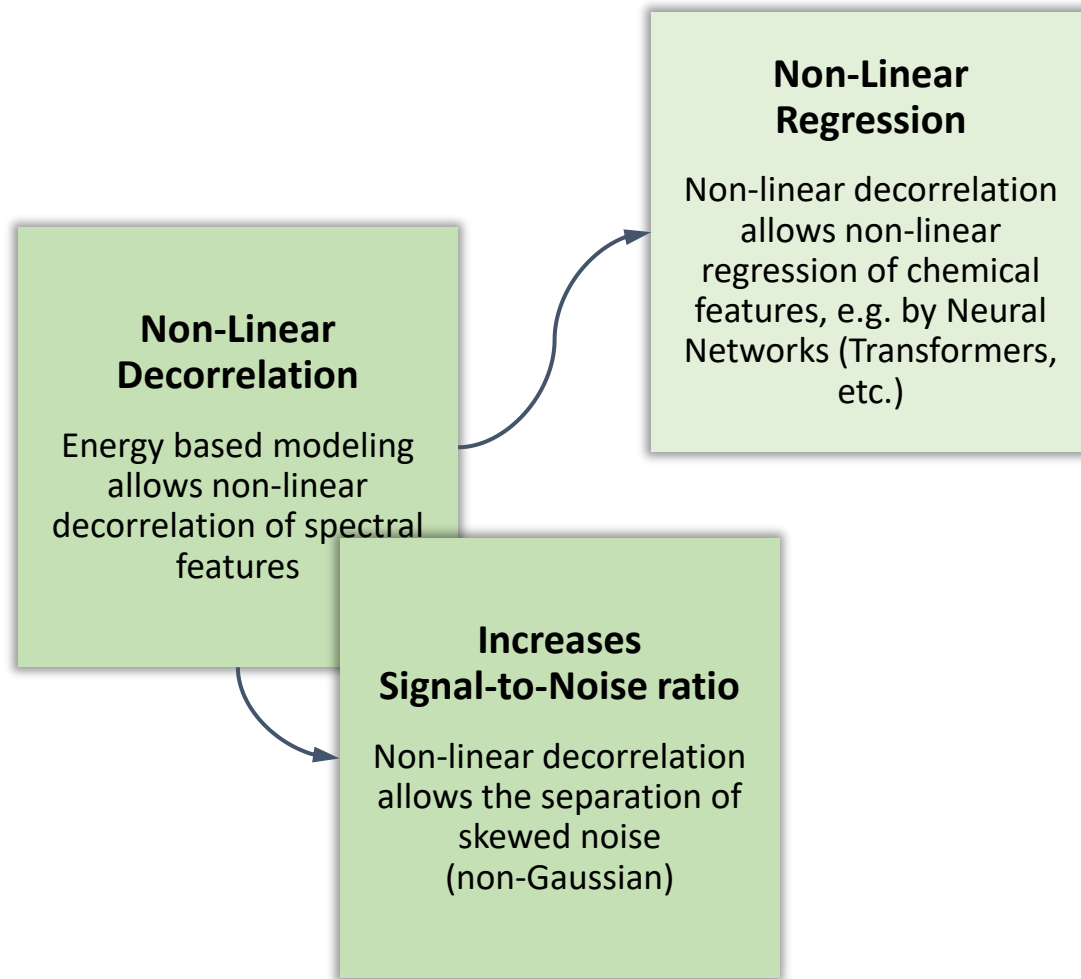 Non-Linear
Regression
Non-linear decorrelation
allows non-linear
regression of chemical
features, e.g. by Neural
Networks (Transformers,
etc.)
Non-Linear
Decorrelation
Energy based modeling
allows non-linear
decorrelation of spectral
features
Increases
Signal-to-Noise ratio
Non-linear decorrelation
allows the separation of
skewed noise
(non-Gaussian)